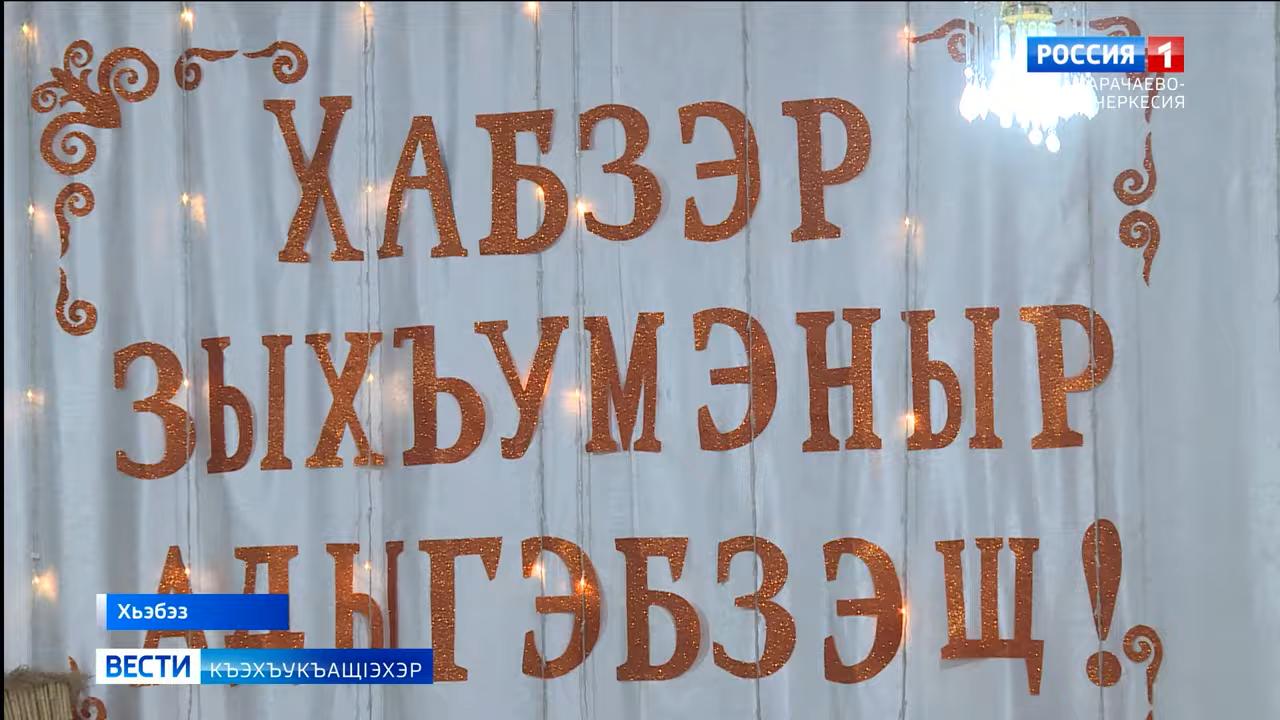 РОССИЯ 1
КАРАЧАЕВО-
ЧЕРКЕСИЯ
ХАБЗЭР
ЗЫХЪУМЭНЫР
АДЫГЭБЗЭЩ!
Хьэбэз
ВЕСТИ КЪЭХЪУКЪАЩIЭХЭР